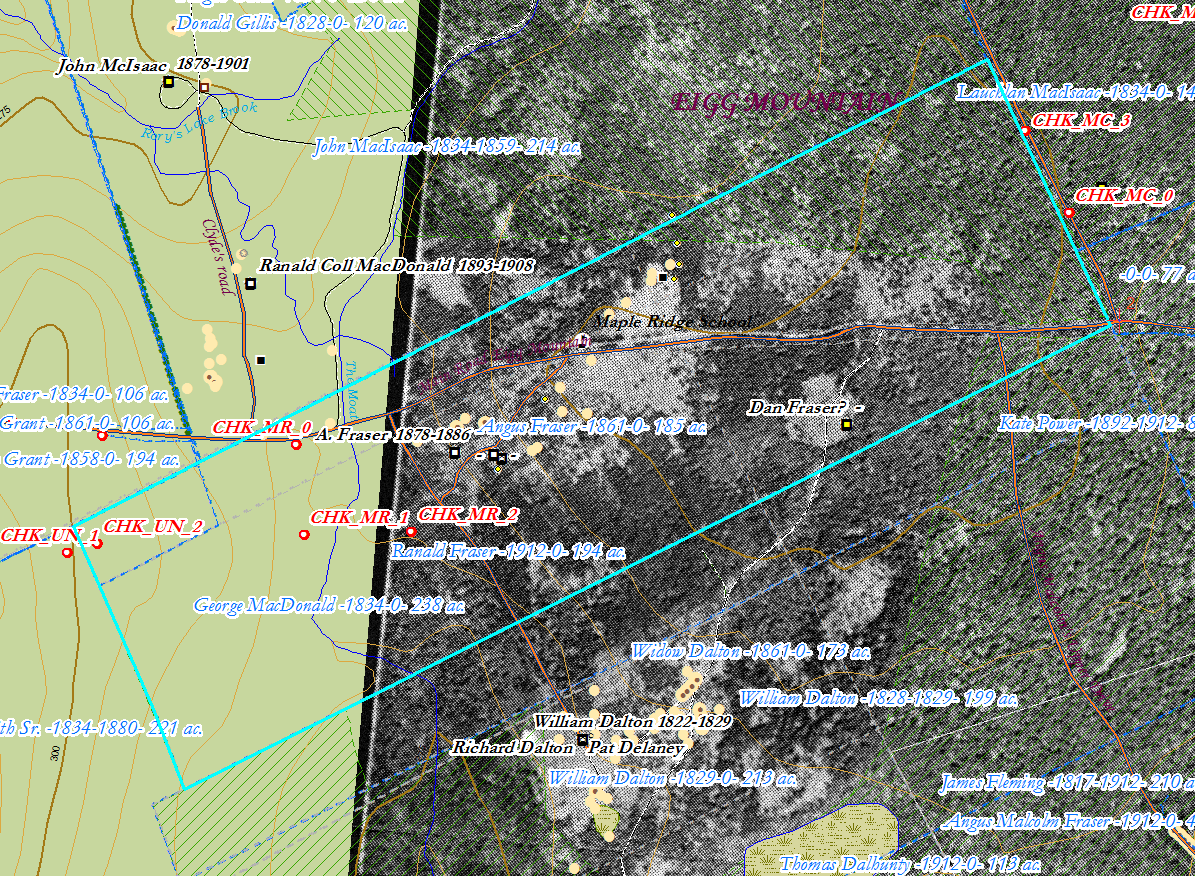 Donald Gillis -1828-0- 120 ac.
CHK_M
John McIsaac 1878-1901
Lauchlan MacIsaac -1834-0- 14
EIGG MOUNTAIN
275
Rory's Lake Brook
CHK_MC_3
John MacIsaac -1834-1859- 214 ac.
CHK_MC_0
Clyde's road
Ranald Coll MacDonald 1893-1908
-0-0- 77 a
Maple Ridge School
The Moar
Fraser -1834-0- 106 ac.
Dan Fraser? -
Grant -1861-0- 106 ac.
CHK_MR_0
A. Fraser 1878-1886
Angus Fraser -1861-0- 185 ac.
Kate Power -1892-1912- 8
Grant -1858-0- 194 ac.
- -
CHK_UN_1
CHK_UN_2
CHK_MR_1
CHK_MR_2
Ranald Fraser -1912-0- 194 ac.
George MacDonald -1834-0- 238 ac.
Widow Dalton -1861-0- 173 ac.
William Dalton -1828-1829- 199 ac.
th Sr. -1834-1880- 221 ac.
William Dalton 1822-1829
Richard Dalton
Pat Delaney
300
William Dalton -1829-0- 213 ac.
James Fleming -1817-1912- 210 a
Angus Malcolm Fraser -1912-0- 4
Thomas Dalhunty -1912-0- 113 ac.